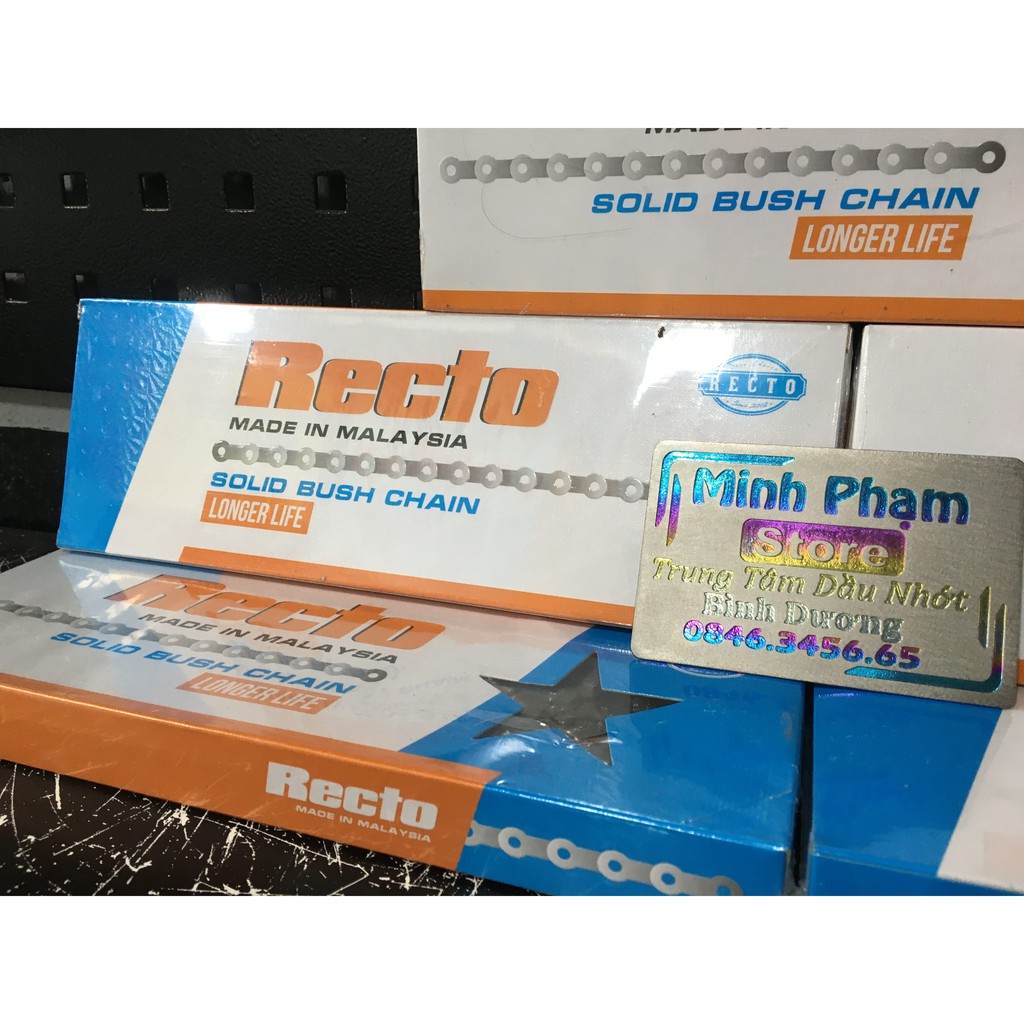 SOLID BUSH CHAIN
LONGER LIFE
Recto
MADE IN MALAYSIA
SOLID BUSH CHAIN
LONGER LIFE
RECTO
Minh Phạm
Store
Trung Tâm Dầu Nhớt
Bình Dương
0846.3456.65
Recto
MADE IN MALAYSIA
SOLID BUSH CHAIN
LONGER LIFE
Recto
MADE IN MALAYSIA